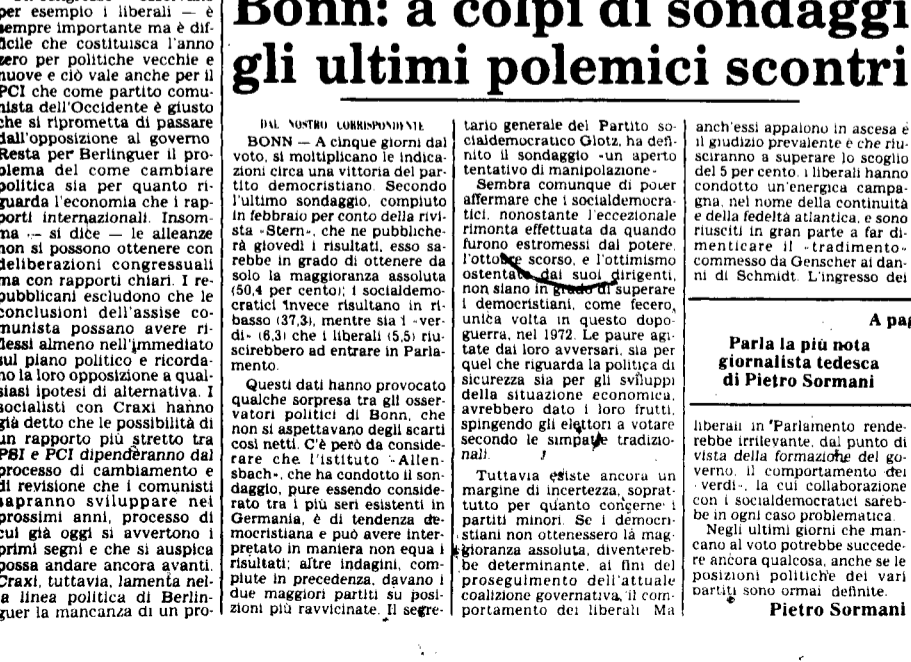 per esempio i liberali — è
sempre importante ma è dif-
ficile che costituisca l'anno
zero per politiche vecchie e
nuove e ciò vale anche per il
PCI che come partito comu-
nista dell'Occidente è giusto
che si riprometta di passare
dall'opposizione al governo
Resta per Berlinguer il pro-
blema del come cambiare
politica sia per quanto ri-
guarda l'economia che i rap-
porti internazionali. Insom-
ma — si dice — le alleanze
non si possono ottenere con
deliberazioni congressuali
ma con rapporti chiari. I re-
pubblicani escludono che le
conclusioni dell'assise co-
munista possano avere ri-
flessi almeno nell'immediato
sul piano politico e ricorda-
no la loro opposizione a qual-
siasi ipotesi di alternativa. I
socialisti con Craxi hanno
già detto che le possibilità di
un rapporto più stretto tra
PSI e PCI dipenderanno dal
processo di cambiamento e
di revisione che i comunisti
sapranno sviluppare nei
prossimi anni, processo di
cui già oggi si avvertono i
primi segni e che si auspica
possa andare ancora avanti.
Craxi, tuttavia, lamenta nel-
la linea politica di Berlin-
guer la mancanza di un pro-
Bonn: a colpi di sondaggi
gli ultimi polemici scontri
DAL NOSTRO CORRISPONDENTE
BONN — A cinque giorni dal
voto, si moltiplicano le indica-
zioni circa una vittoria del par-
tito democristiano. Secondo
l'ultimo sondaggio, compiuto
in febbraio per conto della rivi-
sta «Stern», che ne pubbliche-
rà giovedì i risultati, esso sa-
rebbe in grado di ottenere da
solo la maggioranza assoluta
(50,4 per cento); i socialdemo-
cratici invece risultano in ri-
basso (37,3), mentre sia i «ver-
di» (6,3) che i liberali (5,5) riu-
scirebbero ad entrare in Parla-
mento.
Questi dati hanno provocato
qualche sorpresa tra gli osser-
vatori politici di Bonn, che
non si aspettavano degli scarti
così netti. C'è però da conside-
rare che l'istituto «Allen-
sbach», che ha condotto il son-
daggio, pure essendo conside-
rato tra i più seri esistenti in
Germania, è di tendenza de-
mocristiana e può avere inter-
pretato in maniera non equa i
risultati; altre indagini, com-
piute in precedenza, davano i
due maggiori partiti su posi-
zioni più ravvicinate. Il segre-
tario generale del Partito so-
cialdemocratico Glotz, ha defi-
nito il sondaggio «un aperto
tentativo di manipolazione»
Sembra comunque di poter
affermare che i socialdemocra-
tici, nonostante l'eccezionale
rimonta effettuata da quando
furono estromessi dal potere,
l'ottobre scorso, e l'ottimismo
ostentato dai suoi dirigenti,
non siano in grado di superare
i democristiani, come fecero,
unica volta in questo dopo-
guerra, nel 1972. Le paure agi-
tate dai loro avversari, sia per
quel che riguarda la politica di
sicurezza sia per gli sviluppi
della situazione economica,
avrebbero dato i loro frutti,
spingendo gli elettori a votare
secondo le simpatie tradizio-
nali.
Tuttavia esiste ancora un
margine di incertezza, soprat-
tutto per quanto concerne i
partiti minori. Se i democri-
stiani non ottenessero la mag-
gioranza assoluta, diventereb-
be determinante, ai fini del
proseguimento dell'attuale
coalizione governativa, il com-
portamento dei liberali Ma
anch'essi appaiono in ascesa e
il giudizio prevalente è che riu-
sciranno a superare lo scoglio
del 5 per cento. i liberali hanno
condotto un'energica campa-
gna, nel nome della continuità
e della fedeltà atlantica, e sono
riusciti in gran parte a far di-
menticare il «tradimento»
commesso da Genscher ai dan-
ni di Schmidt. L'ingresso dei
A pag
Parla la più nota
giornalista tedesca
di Pietro Sormani
liberali in Parlamento rende-
rebbe irrilevante, dal punto di
vista della formazione del go-
verno, il comportamento dei
«verdi», la cui collaborazione
con i socialdemocratici sareb-
be in ogni caso problematica.
Negli ultimi giorni che man-
cano al voto potrebbe succede-
re ancora qualcosa, anche se le
posizioni politiche dei vari
partiti sono ormai definite.
Pietro Sormani